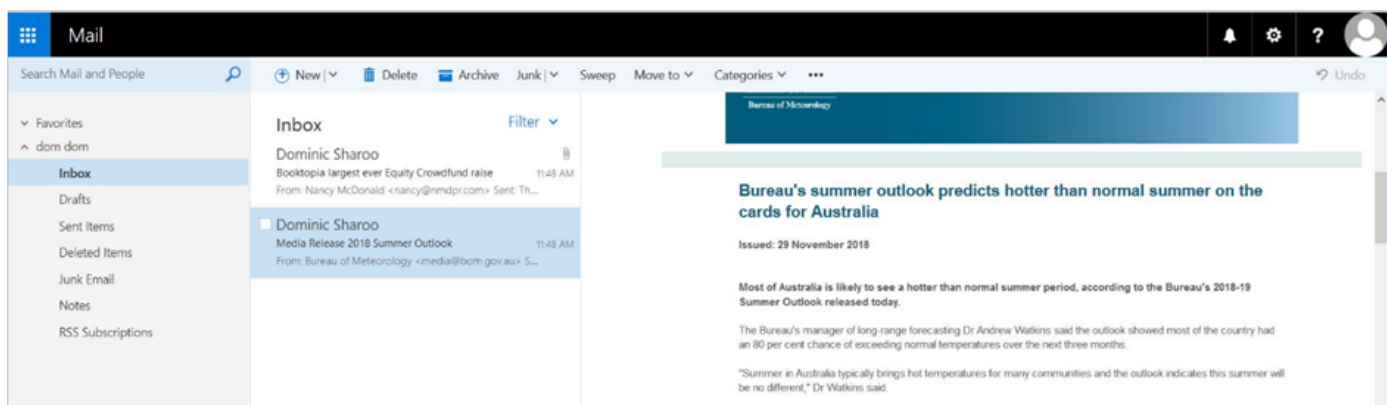 Mail
?
Search Mail and People
New
Delete
Archive
Junk
Sweep
Move to
Categories
•••
Undo
Favorites
dom dom
Inbox
Drafts
Sent Items
Deleted Items
Junk Email
Notes
RSS Subscriptions
Inbox
Filter
Dominic Sharoo
Booktopia largest ever Equity Crowdfund raise 11:48 AM
From: Nancy McDonald <nancy@nmdpr.com> Sent: Th...
Dominic Sharoo
Media Release 2018 Summer Outlook 11:48 AM
From: Bureau of Meteorology <media@bom.gov.au> S...
Bureau of Meteorology
Bureau's summer outlook predicts hotter than normal summer on the
cards for Australia
Issued: 29 November 2018
Most of Australia is likely to see a hotter than normal summer period, according to the Bureau's 2018-19
Summer Outlook released today.
The Bureau's manager of long-range forecasting Dr Andrew Watkins said the outlook showed most of the country had
an 80 per cent chance of exceeding normal temperatures over the next three months.
"Summer in Australia typically brings hot temperatures for many communities and the outlook indicates this summer will
be no different," Dr Watkins said.